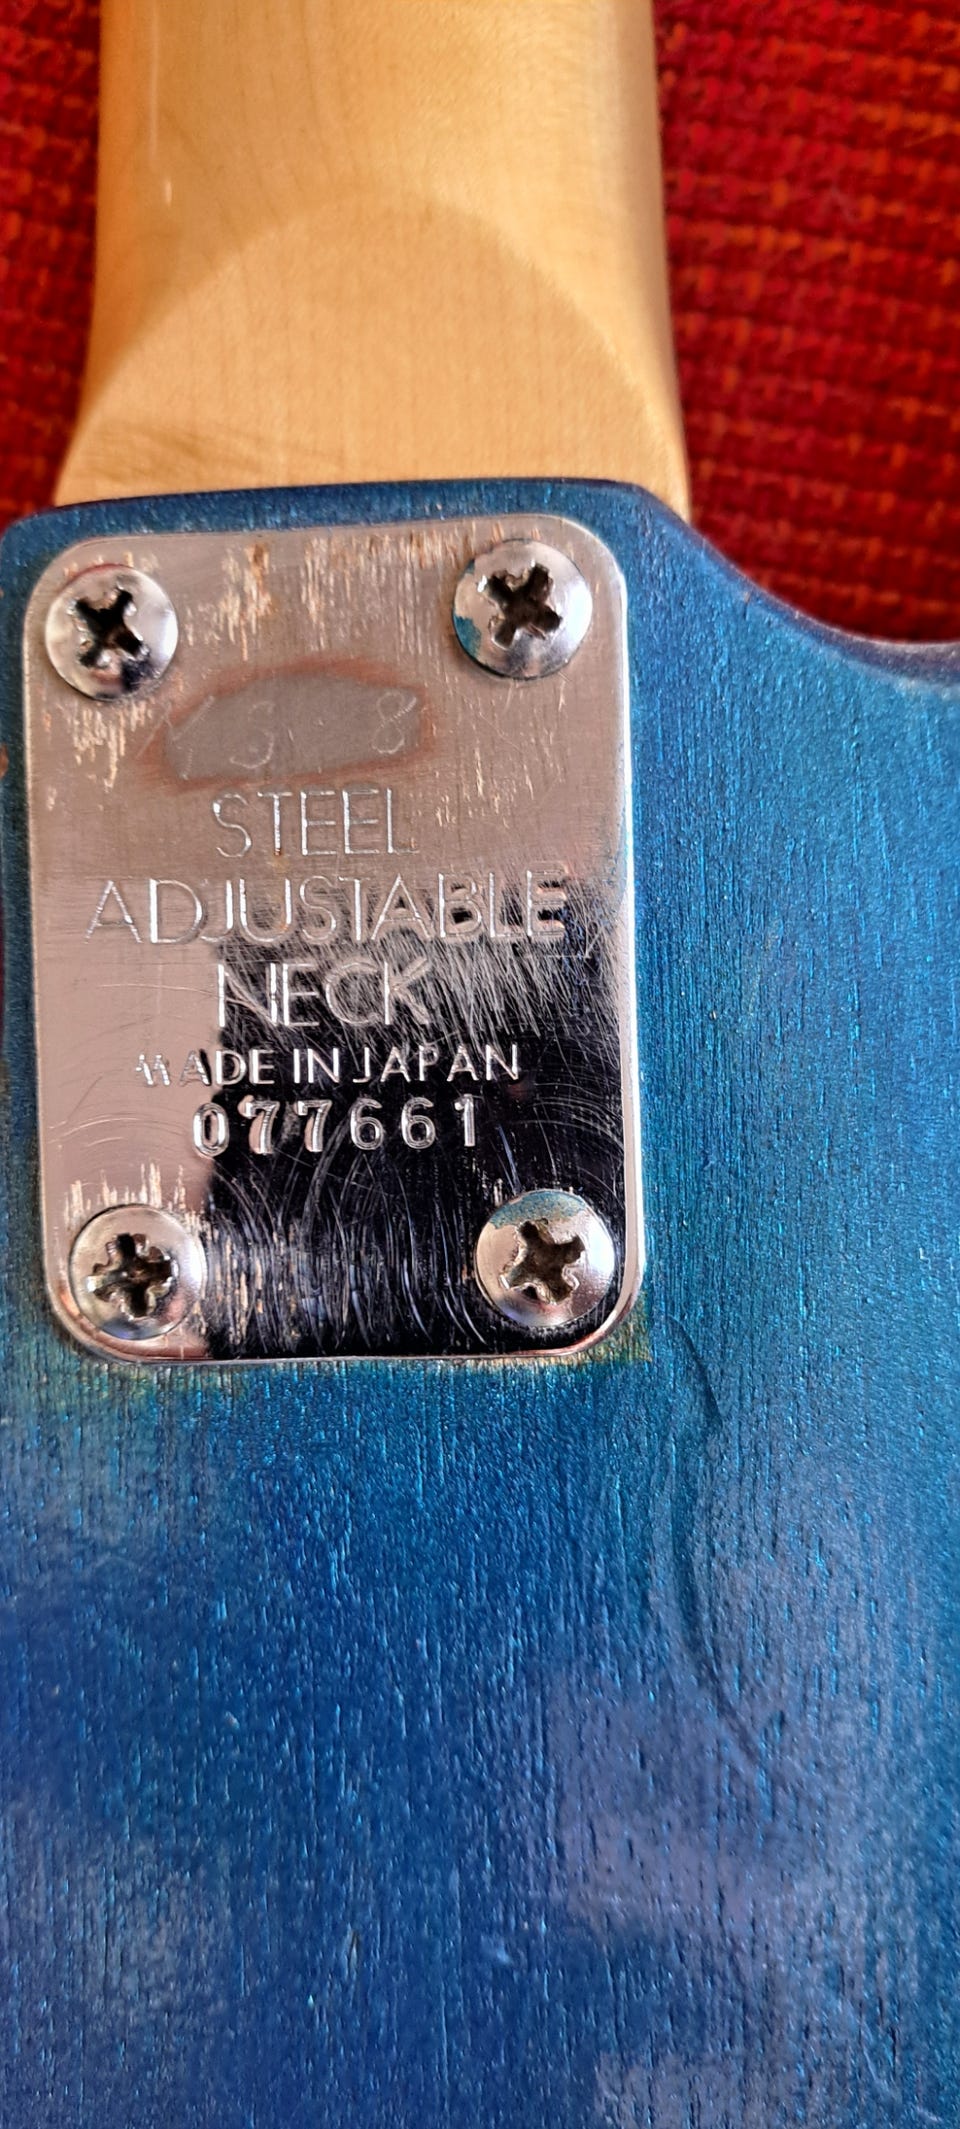 STEEL
ADJUSTABLE
NECK
MADE IN JAPAN
077661